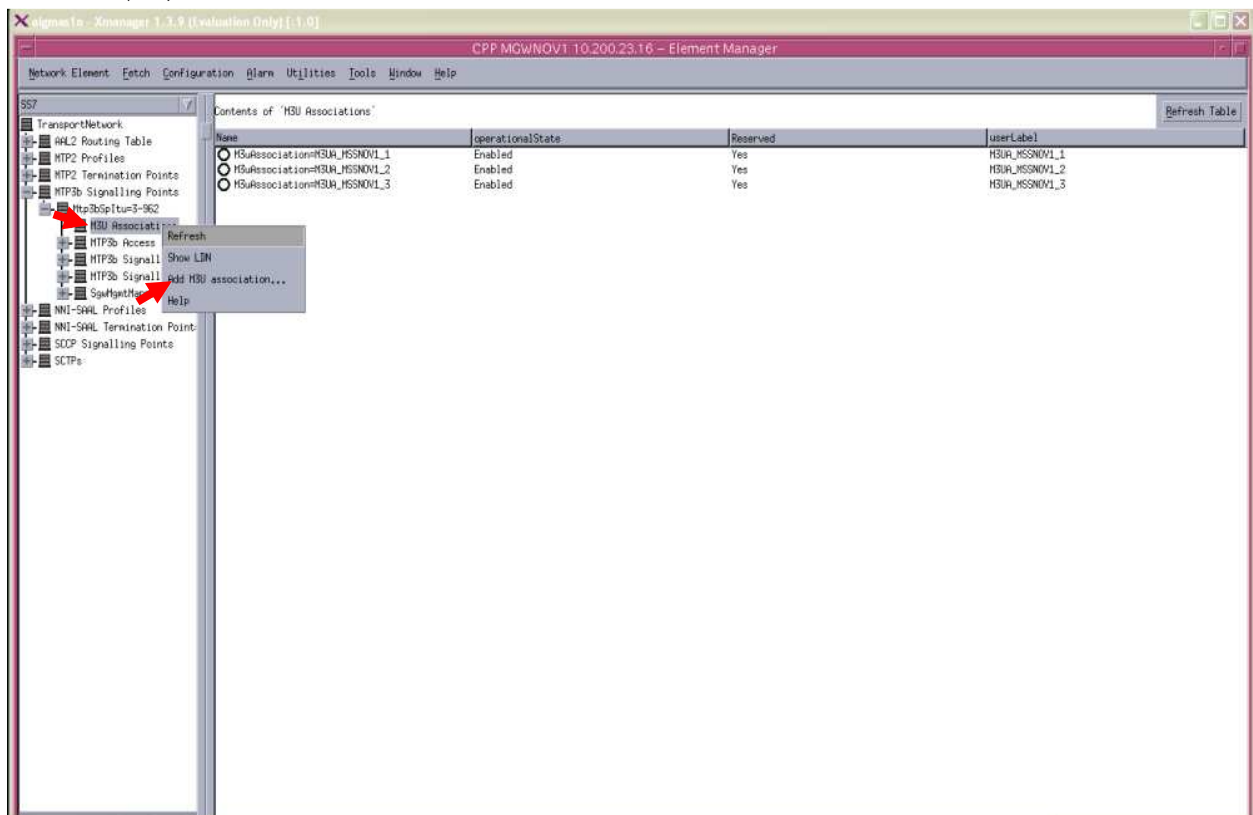 Xmanager 1.3.9 (Evaluation Only) [:1.0]
CPP MGWNOV1 10.200.23.16 – Element Manager
Network Element Fetch Configuration Alarm Utilities Tools Window Help
SS7
Contents of 'M3U Associations'
Refresh Table
TransportNetwork
AAL2 Routing Table
MTP2 Profiles
MTP2 Termination Points
MTP3b Signalling Points
Mtp3bSpItu=3-962
M3U Associati
MTP3b Access
MTP3b Signall
MTP3b Signall
NNI-SAAL Profiles
NNI-SAAL Termination Point
SCCP Signalling Points
SCTPs
Refresh
Show LDN
Add M3U association...
Help
Name operationalState Reserved userLabel
M3uAssociation=M3UA_MSSNOV1_1 Enabled Yes M3UA_MSSNOV1_1
M3uAssociation=M3UA_MSSNOV1_2 Enabled Yes M3UA_MSSNOV1_2
M3uAssociation=M3UA_MSSNOV1_3 Enabled Yes M3UA_MSSNOV1_3